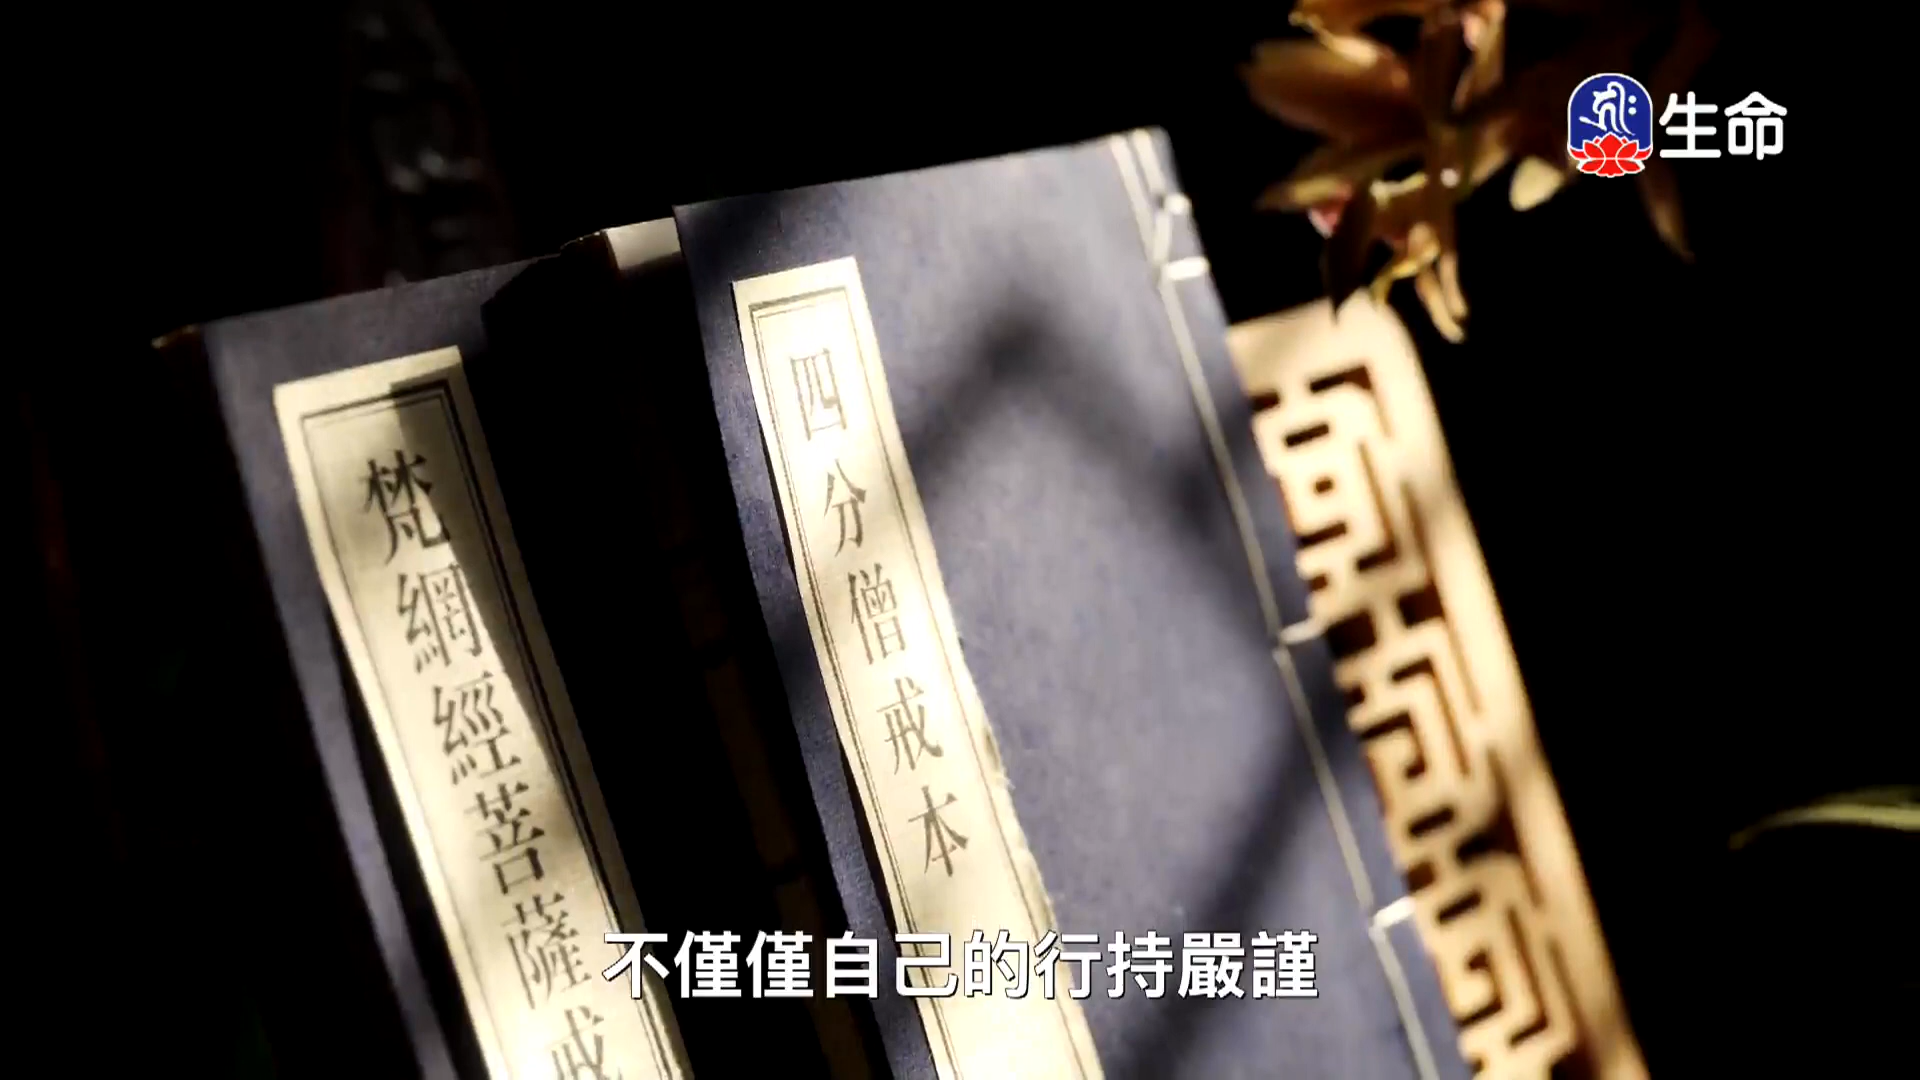 生命
四分僧戒本
梵網經菩薩戒
不僅僅自己的行持嚴謹